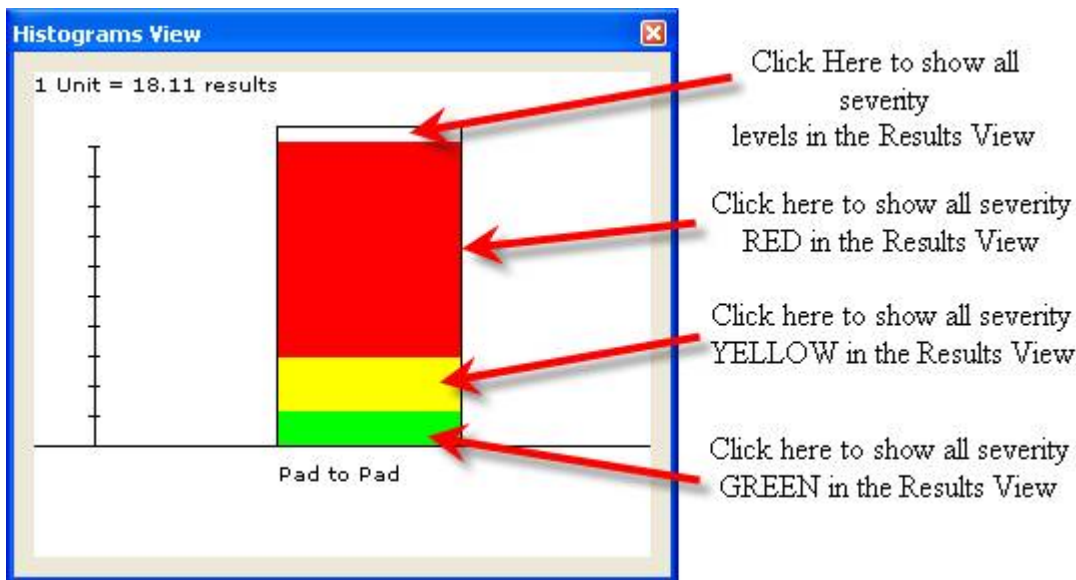 Histograms View
1 Unit = 18.11 results
Pad to Pad
Click Here to show all
severity
levels in the Results View
Click here to show all severity
RED in the Results View
Click here to show all severity
YELLOW in the Results View
Click here to show all severity
GREEN in the Results View